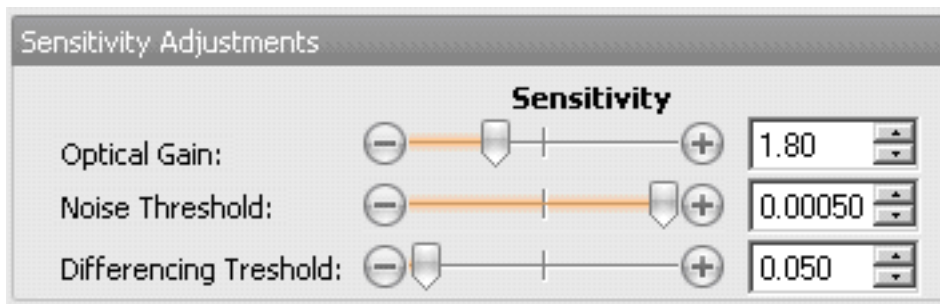 Sensitivity Adjustments
Sensitivity
Optical Gain: 1.80
Noise Threshold: 0.00050
Differencing Treshold: 0.050